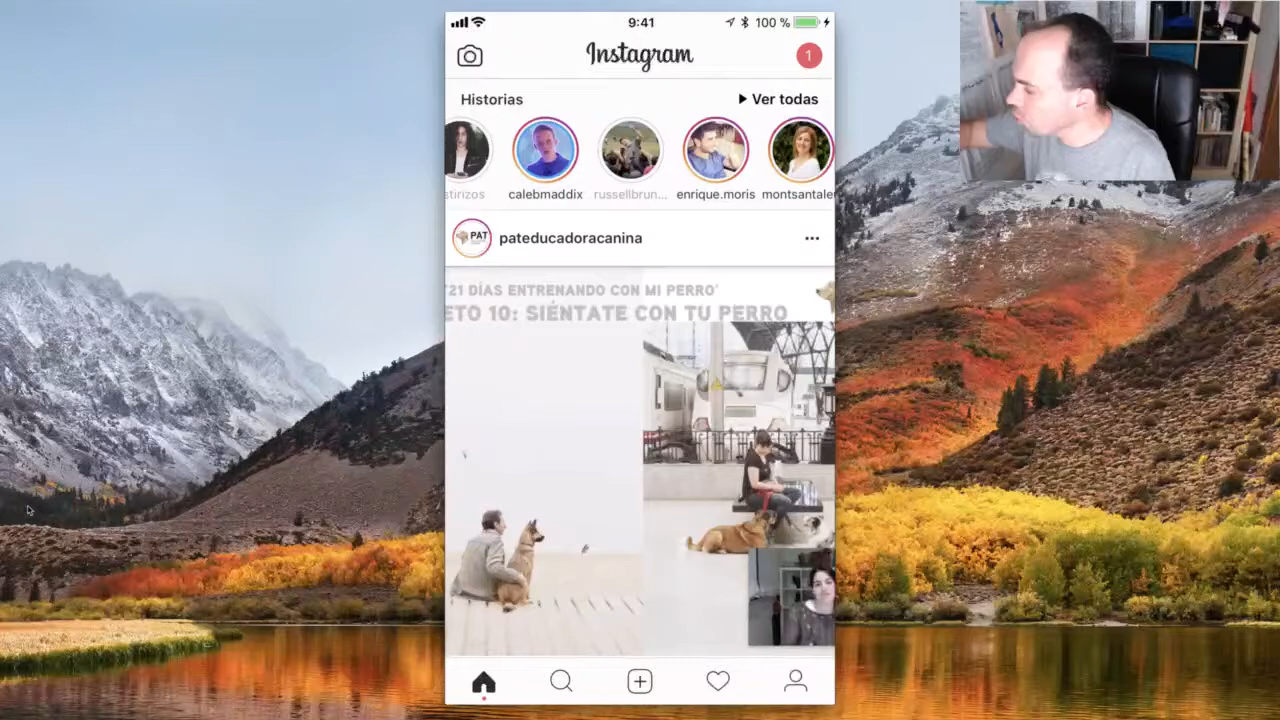 9:41
100 %
Instagram
1
Historias
Ver todas
stirizos
calebmaddix
russellbrun...
enrique.moris
montsantale
PAT
pateducadoracanina
21 DÍAS ENTRENANDO CON MI PERRO'
ETO 10: SIÉNTATE CON TU PERRO